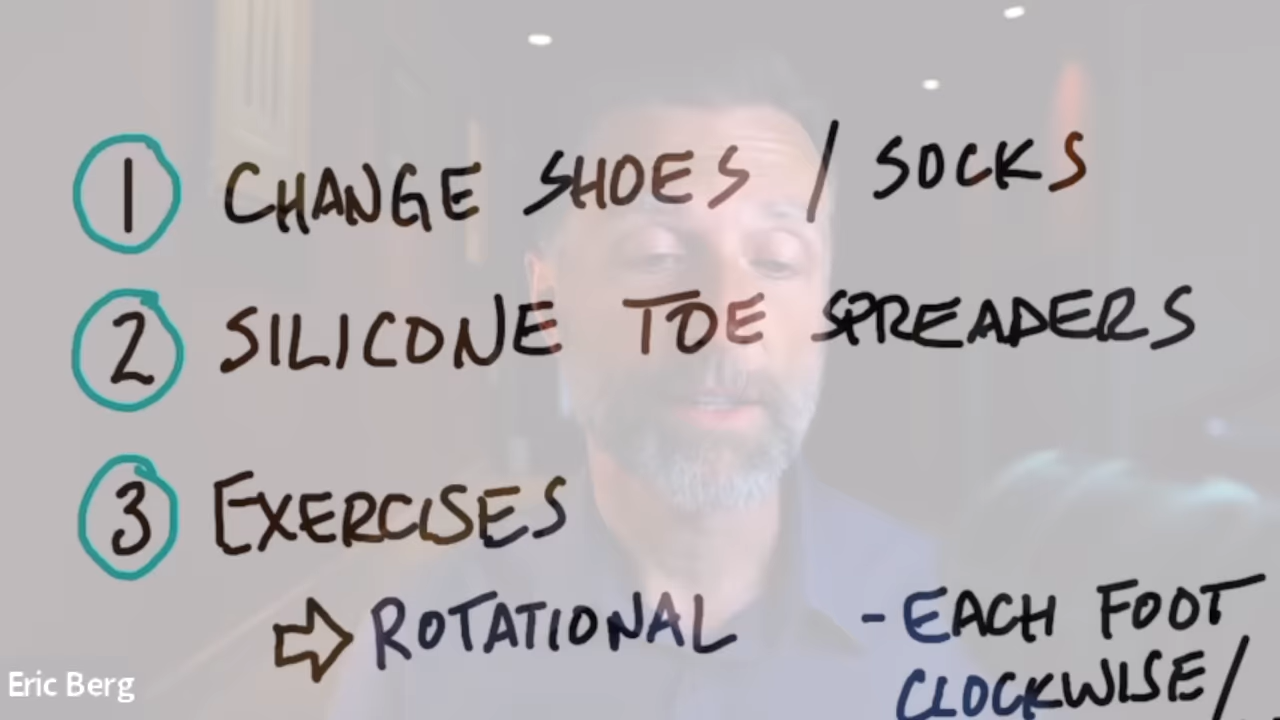 1 CHANGE SHOES / SOCKS
2 SILICONE TOE SPREADERS
3 EXERCISES
⇨ ROTATIONAL - EACH FOOT
CLOCKWISE/
Eric Berg